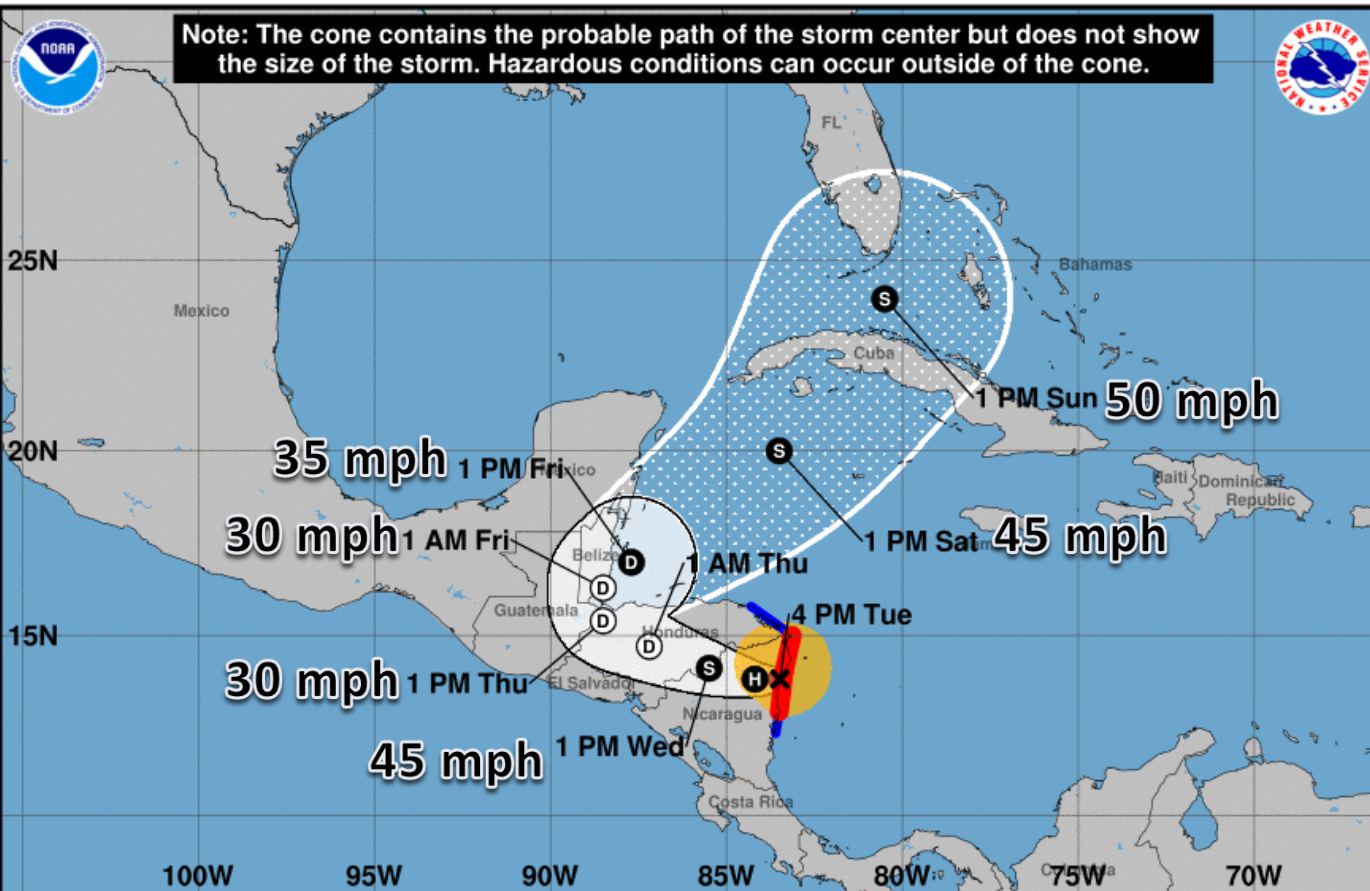 Note: The cone contains the probable path of the storm center but does not show
the size of the storm. Hazardous conditions can occur outside of the cone.
NOAA
NATIONAL WEATHER SERVICE
FL
25N
Bahamas
Mexico
S
Cuba
1 PM Sun 50 mph
20N
S
35 mph 1 PM Fri
Haiti
Dominican
Republic
30 mph 1 AM Fri
1 PM Sat 45 mph
Belize
D
1 AM Thu
D
Guatemala
D
4 PM Tue
15N
Honduras
D
S
H
30 mph 1 PM Thu
El Salvador
Nicaragua
45 mph 1 PM Wed
Costa Rica
100W 95W 90W 85W 80W 75W 70W